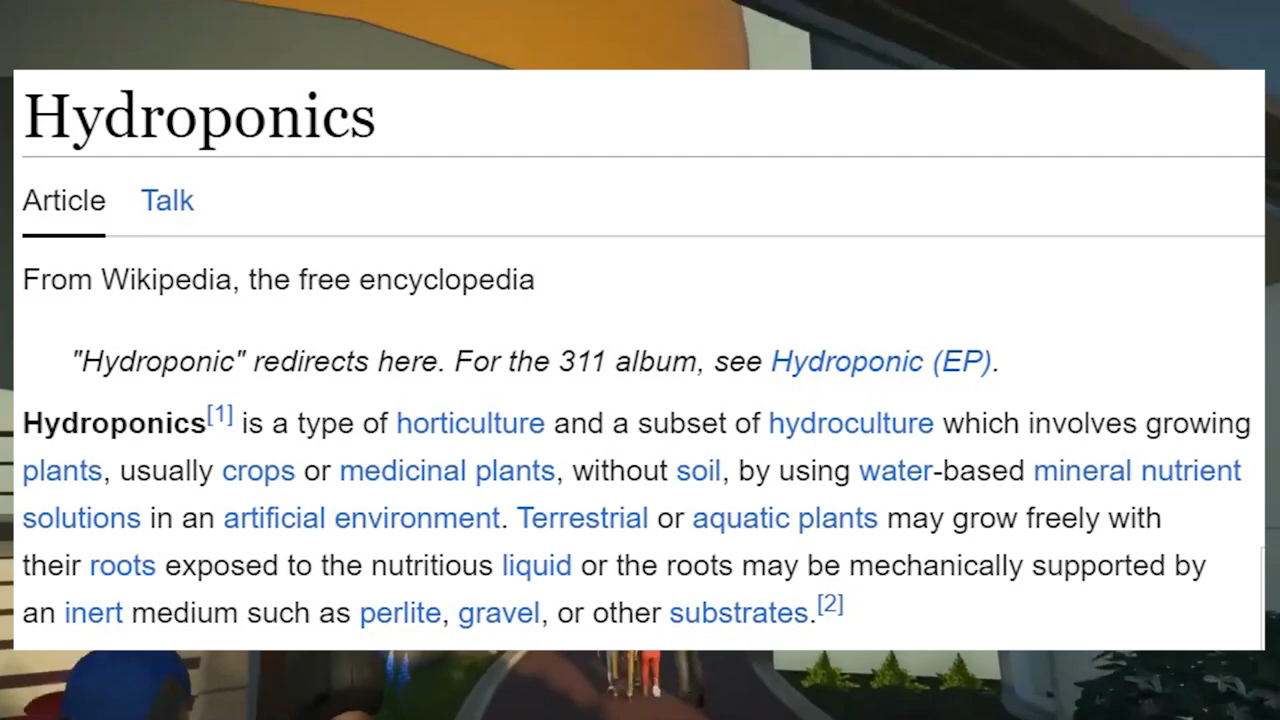 Hydroponics
Article Talk
From Wikipedia, the free encyclopedia
"Hydroponic" redirects here. For the 311 album, see Hydroponic (EP).
Hydroponics[1] is a type of horticulture and a subset of hydroculture which involves growing
plants, usually crops or medicinal plants, without soil, by using water-based mineral nutrient
solutions in an artificial environment. Terrestrial or aquatic plants may grow freely with
their roots exposed to the nutritious liquid or the roots may be mechanically supported by
an inert medium such as perlite, gravel, or other substrates.[2]